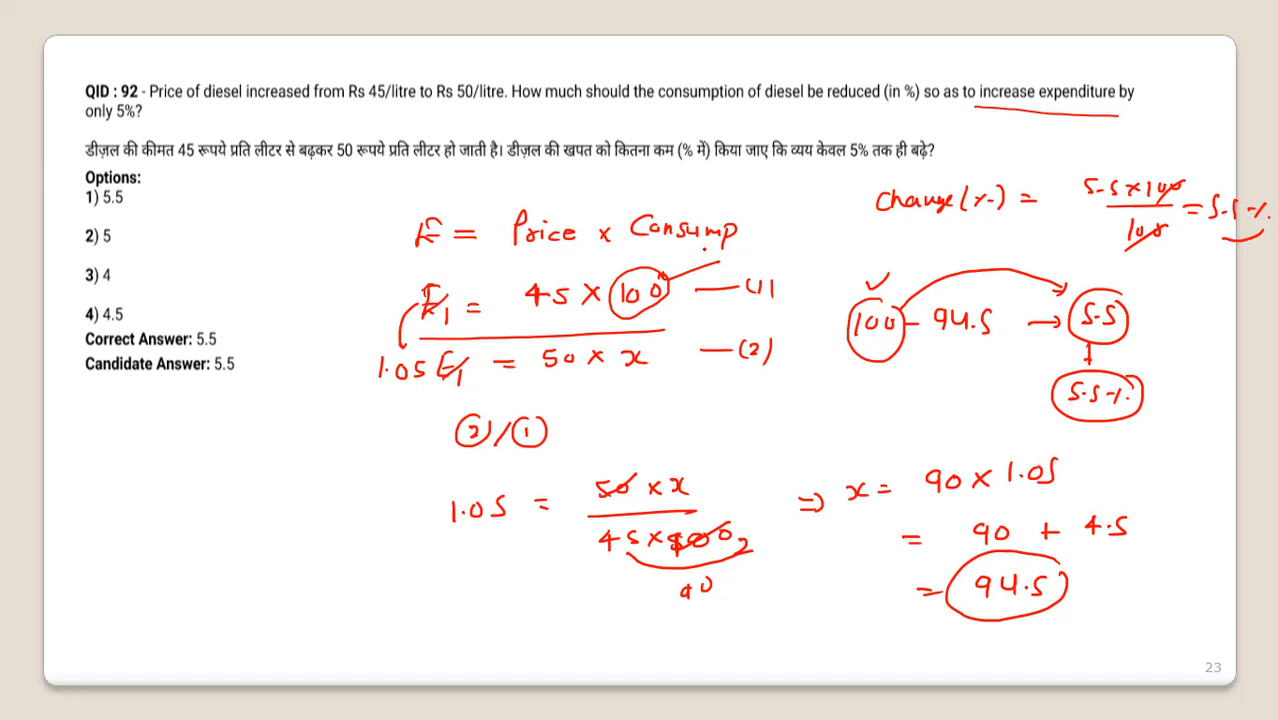 QID : 92 - Price of diesel increased from Rs 45/litre to Rs 50/litre. How much should the consumption of diesel be reduced (in %) so as to increase expenditure by
only 5%?
डीज़ल की कीमत 45 रूपये प्रति लीटर से बढ़कर 50 रूपये प्रति लीटर हो जाती है। डीज़ल की खपत को कितना कम (% में) किया जाए कि व्यय केवल 5% तक ही बढ़े?
Options:
1) 5.5
2) 5
3) 4
4) 4.5
Correct Answer: 5.5
Candidate Answer: 5.5
E = Price × Consump
E1 = 45 × 100 — (1)
1.05 E1 = 50 × x — (2)
2/1
1.05 = 50 × x
45 × 100 2
90
Change (%) = 5.5 × 100
100 = 5.5 %
100 - 94.5 → 5.5
5.5 %
⇒ x = 90 × 1.05
= 90 + 4.5
= 94.5
23